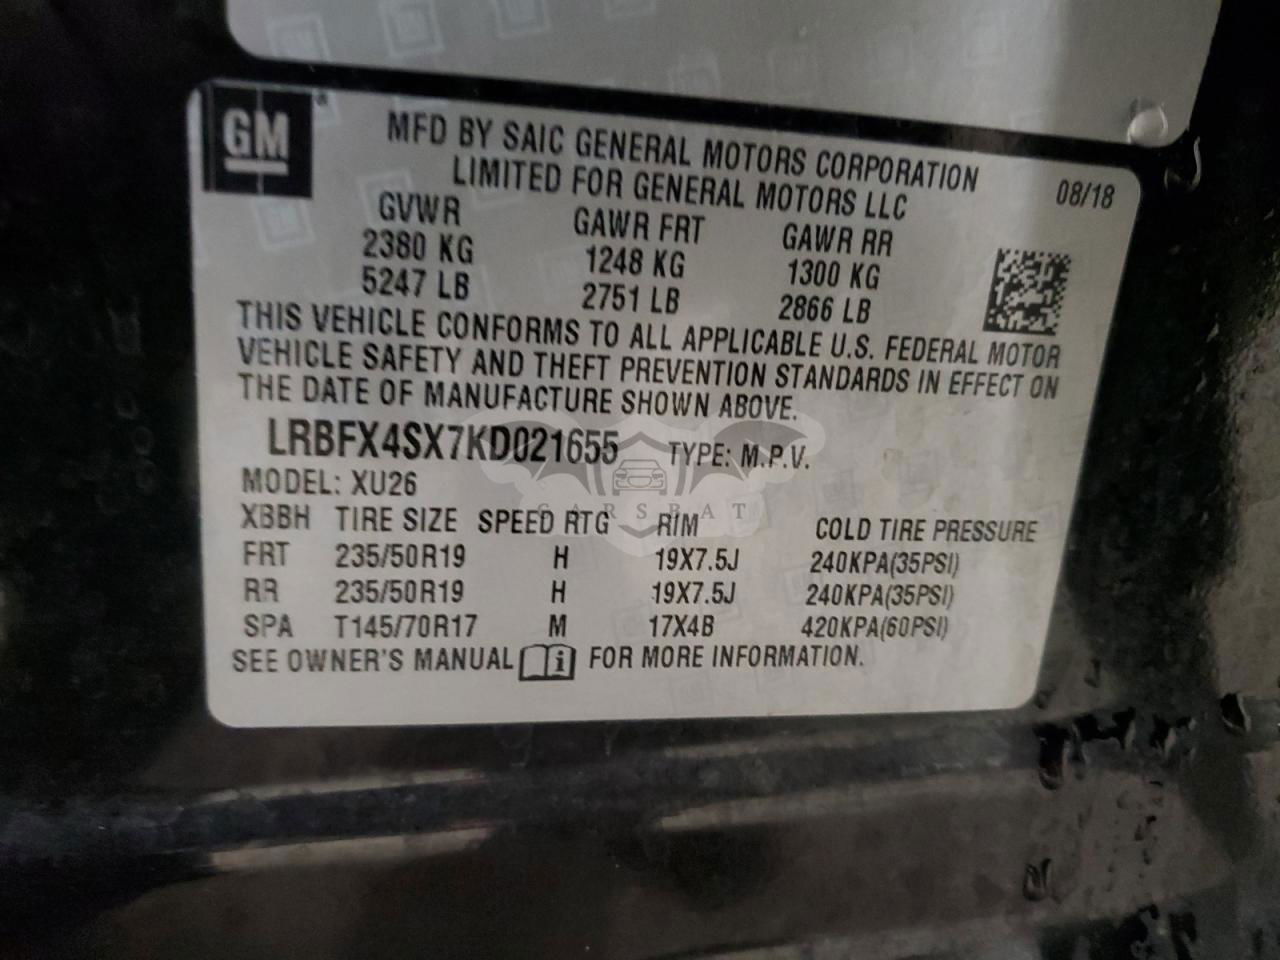 GM
MFD BY SAIC GENERAL MOTORS CORPORATION
LIMITED FOR GENERAL MOTORS LLC
08/18
GVWR GAWR FRT GAWR RR
2380 KG 1248 KG 1300 KG
5247 LB 2751 LB 2866 LB
THIS VEHICLE CONFORMS TO ALL APPLICABLE U.S. FEDERAL MOTOR
VEHICLE SAFETY AND THEFT PREVENTION STANDARDS IN EFFECT ON
THE DATE OF MANUFACTURE SHOWN ABOVE.
LRBFX4SX7KD021655 TYPE: M.P.V.
MODEL: XU26
CARSBAT
XBBH TIRE SIZE SPEED RTG RIM COLD TIRE PRESSURE
FRT 235/50R19 H 19X7.5J 240KPA(35PSI)
RR 235/50R19 H 19X7.5J 240KPA(35PSI)
SPA T145/70R17 M 17X4B 420KPA(60PSI)
SEE OWNER'S MANUAL i FOR MORE INFORMATION.